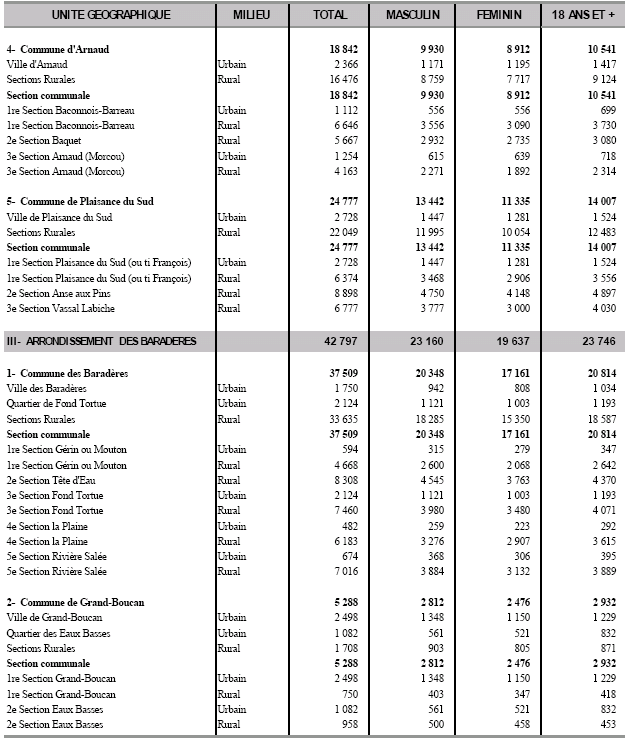 UNITE GEOGRAPHIQUE MILIEU TOTAL MASCULIN FEMININ 18 ANS ET +
4- Commune d'Arnaud 18 842 9 930 8 912 10 541
Ville d'Arnaud Urbain 2 366 1 171 1 195 1 417
Sections Rurales Rural 16 476 8 759 7 717 9 124
Section communale 18 842 9 930 8 912 10 541
1re Section Baconnois-Barreau Urbain 1 112 556 556 699
1re Section Baconnois-Barreau Rural 6 646 3 556 3 090 3 730
2e Section Baquet Rural 5 667 2 932 2 735 3 080
3e Section Arnaud (Morcou) Urbain 1 254 615 639 718
3e Section Arnaud (Morcou) Rural 4 163 2 271 1 892 2 314
5- Commune de Plaisance du Sud 24 777 13 442 11 335 14 007
Ville de Plaisance du Sud Urbain 2 728 1 447 1 281 1 524
Sections Rurales Rural 22 049 11 995 10 054 12 483
Section communale 24 777 13 442 11 335 14 007
1re Section Plaisance du Sud (ou ti François) Urbain 2 728 1 447 1 281 1 524
1re Section Plaisance du Sud (ou ti François) Rural 6 374 3 468 2 906 3 556
2e Section Anse aux Pins Rural 8 898 4 750 4 148 4 897
3e Section Vassal Labiche Rural 6 777 3 777 3 000 4 030
III- ARRONDISSEMENT DES BARADERES 42 797 23 160 19 637 23 746
1- Commune des Baradères 37 509 20 348 17 161 20 814
Ville des Baradères Urbain 1 750 942 808 1 034
Quartier de Fond Tortue Urbain 2 124 1 121 1 003 1 193
Sections Rurales Rural 33 635 18 285 15 350 18 587
Section communale 37 509 20 348 17 161 20 814
1re Section Gérin ou Mouton Urbain 594 315 279 347
1re Section Gérin ou Mouton Rural 4 668 2 600 2 068 2 642
2e Section Tête d'Eau Rural 8 308 4 545 3 763 4 370
3e Section Fond Tortue Urbain 2 124 1 121 1 003 1 193
3e Section Fond Tortue Rural 7 460 3 980 3 480 4 071
4e Section la Plaine Urbain 482 259 223 292
4e Section la Plaine Rural 6 183 3 276 2 907 3 615
5e Section Rivière Salée Urbain 674 368 306 395
5e Section Rivière Salée Rural 7 016 3 884 3 132 3 889
2- Commune de Grand-Boucan 5 288 2 812 2 476 2 932
Ville de Grand-Boucan Urbain 2 498 1 348 1 150 1 229
Quartier des Eaux Basses Urbain 1 082 561 521 832
Sections Rurales Rural 1 708 903 805 871
Section communale 5 288 2 812 2 476 2 932
1re Section Grand-Boucan Urbain 2 498 1 348 1 150 1 229
1re Section Grand-Boucan Rural 750 403 347 418
2e Section Eaux Basses Urbain 1 082 561 521 832
2e Section Eaux Basses Rural 958 500 458 453